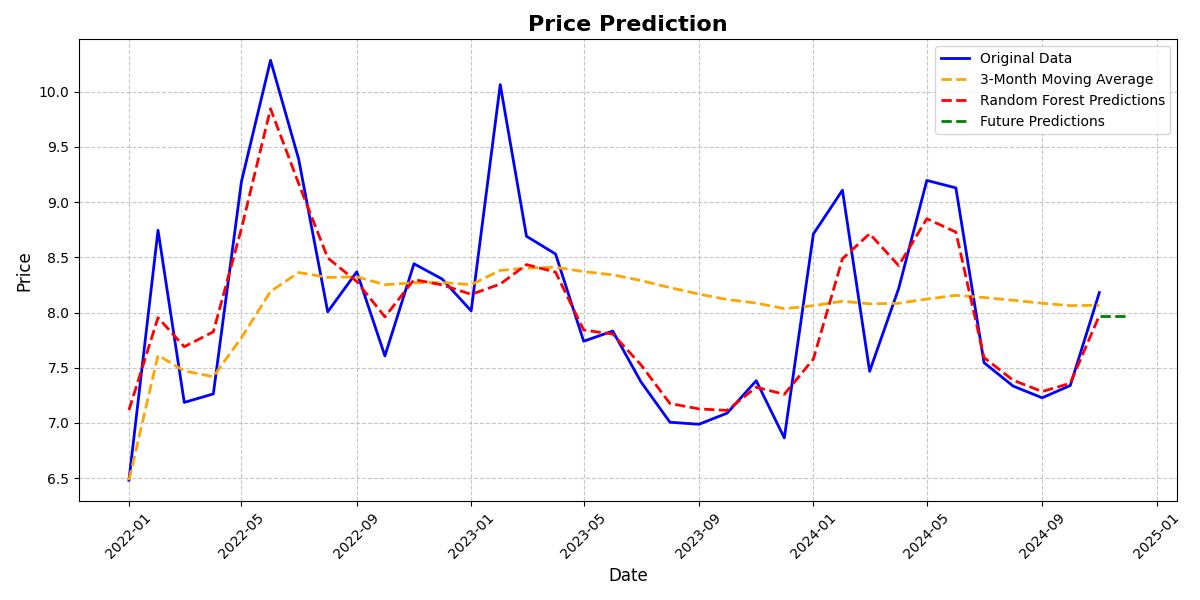 Price Prediction
Original Data
3-Month Moving Average
Random Forest Predictions
Future Predictions
Price
10.0
9.5
9.0
8.5
8.0
7.5
7.0
6.5
2022-01
2022-05
2022-09
2023-01
2023-05
2023-09
2024-01
2024-05
2024-09
2025-01
Date